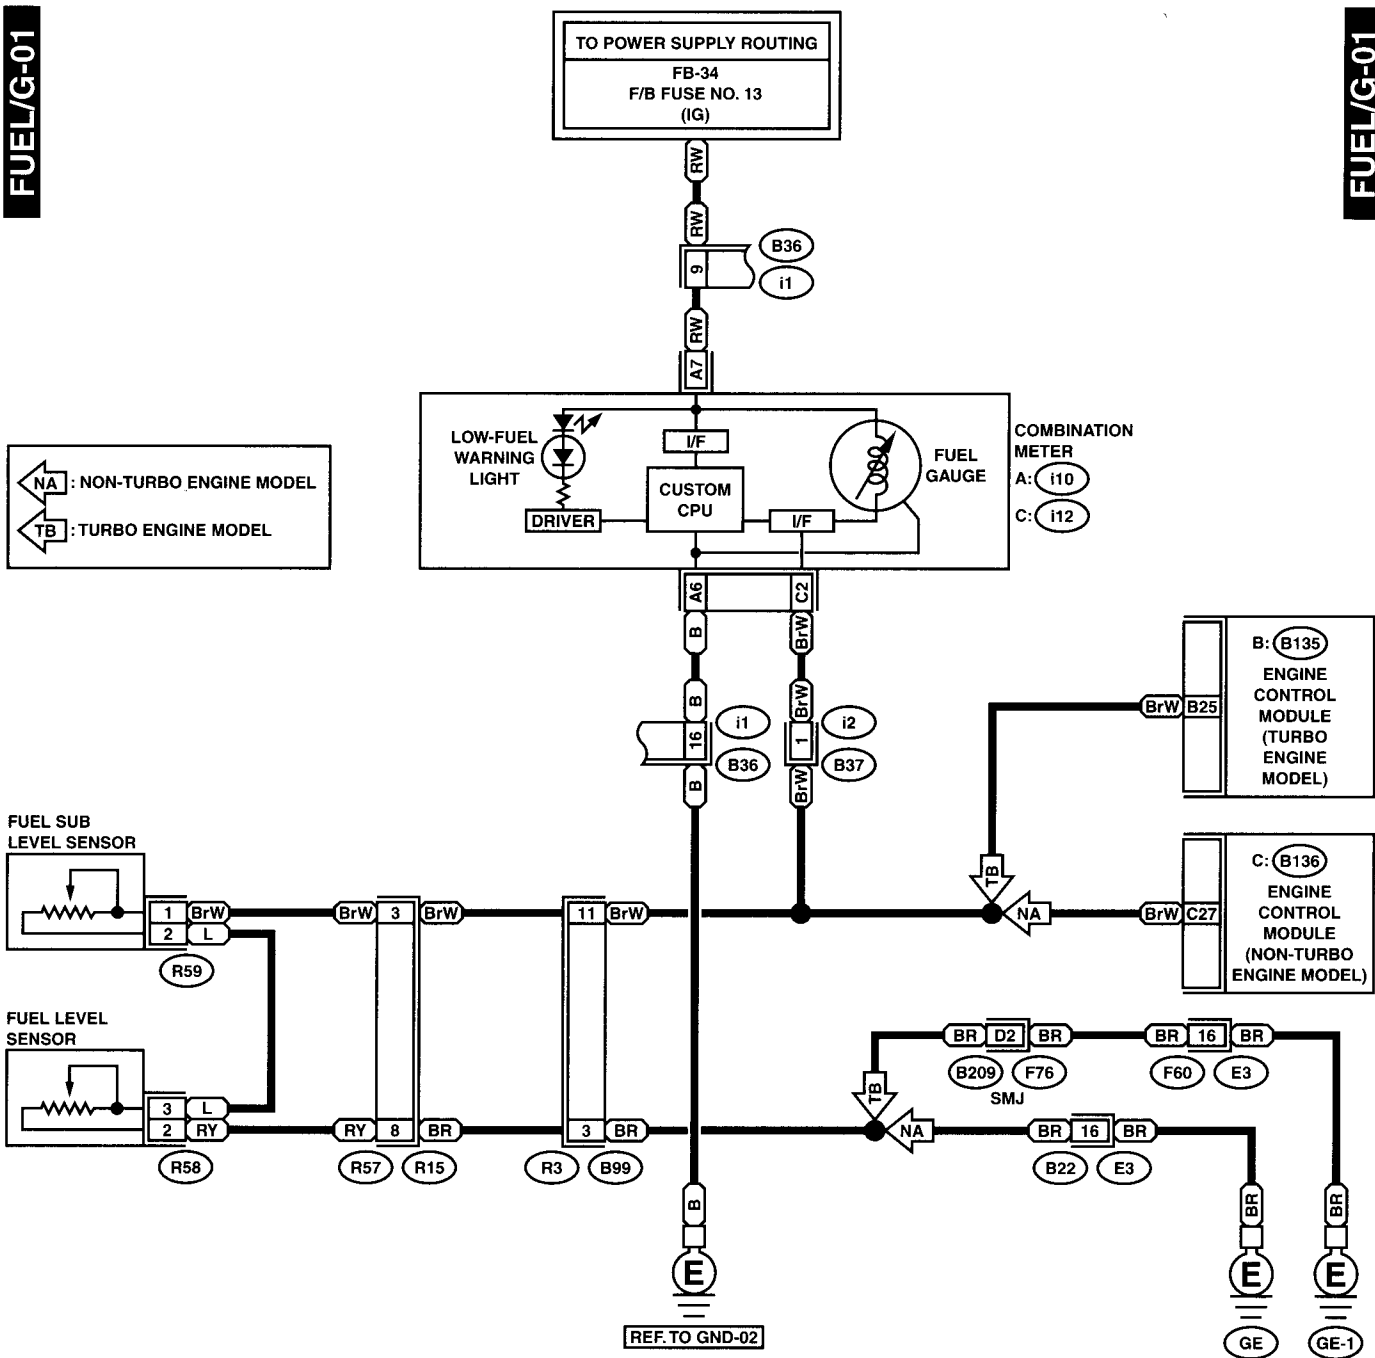 FUEL/G-01
FUEL/G-01
TO POWER SUPPLY ROUTING
FB-34
F/B FUSE NO. 13
(IG)
RW
RW
9
B36
i1
RW
A7
LOW-FUEL
WARNING
LIGHT
I/F
CUSTOM
CPU
DRIVER
I/F
FUEL
GAUGE
COMBINATION
METER
A: i10
C: i12
NA : NON-TURBO ENGINE MODEL
TB : TURBO ENGINE MODEL
A6
C2
B
BrW
B
BrW
16
i1
B36
1
i2
B37
B
BrW
B: B135
ENGINE
CONTROL
MODULE
(TURBO
ENGINE
MODEL)
BrW B25
TB
C: B136
ENGINE
CONTROL
MODULE
(NON-TURBO
ENGINE MODEL)
NA
BrW C27
FUEL SUB
LEVEL SENSOR
1 BrW
2 L
R59
BrW 3 BrW
11 BrW
FUEL LEVEL
SENSOR
3 L
2 RY
R58
RY 8 BR
R57 R15
3 BR
R3 B99
TB
NA
BR D2 BR
B209 F76
SMJ
BR 16 BR
F60 E3
BR 16 BR
B22 E3
B
E
REF. TO GND-02
BR
E
GE
BR
E
GE-1